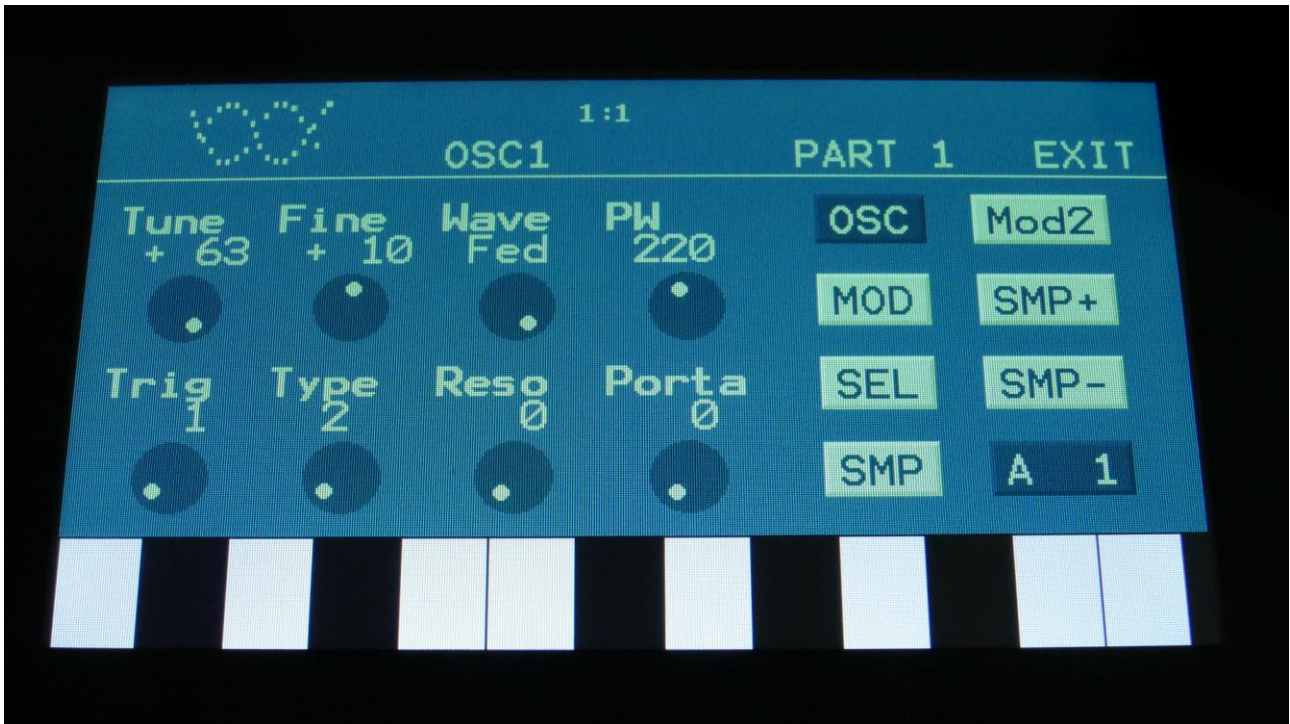 1:1
OSC1 PART 1 EXIT
Tune Fine Wave PW OSC Mod2
+ 63 + 10 Fed 220
MOD SMP+
Trig Type Reso Porta SEL SMP-
1 2 0 0
SMP A 1